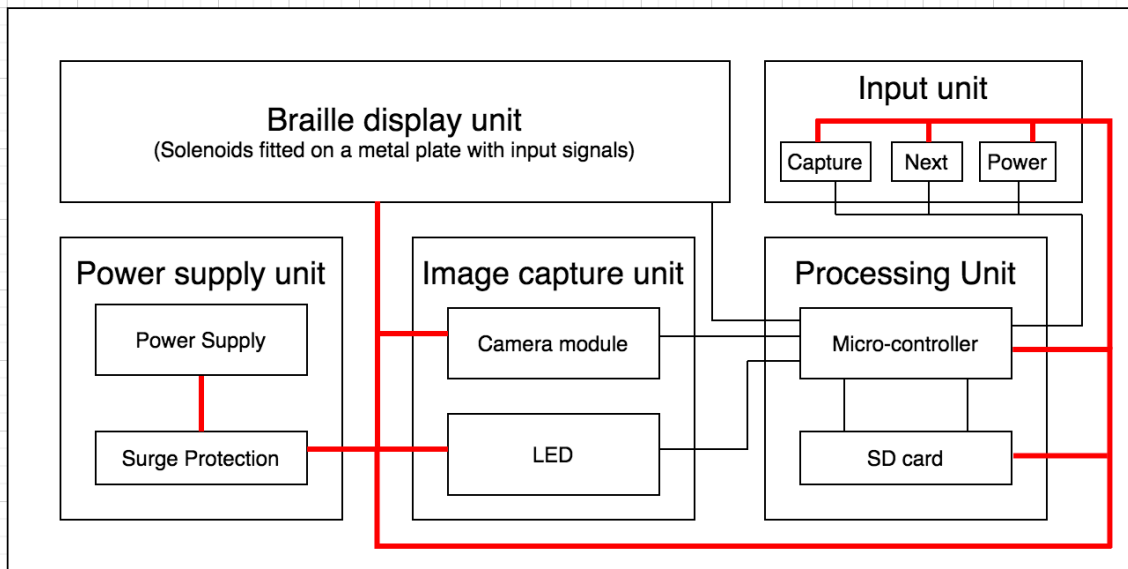 Braille display unit
(Solenoids fitted on a metal plate with input signals)
Input unit
Capture
Next
Power
Power supply unit
Power Supply
Surge Protection
Image capture unit
Camera module
LED
Processing Unit
Micro-controller
SD card